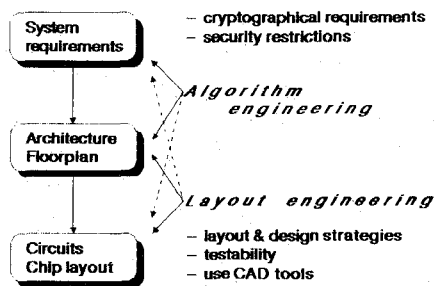 System
requirements
– cryptographical requirements
– security restrictions
Algorithm
engineering
Architecture
Floorplan
Layout engineering
Circuits
Chip layout
– layout & design strategies
– testability
– use CAD tools